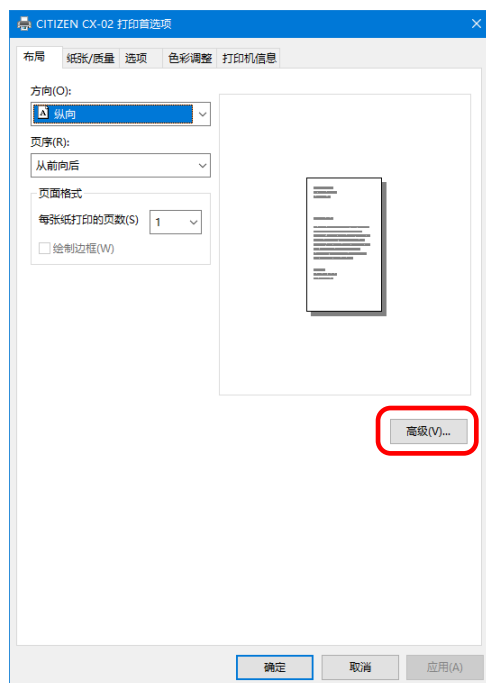 CITIZEN CX-02 打印首选项
布局 纸张/质量 选项 色彩调整 打印机信息
方向(O):
A 纵向
页序(R):
从前向后
页面格式
每张纸打印的页数(S) 1
绘制边框(W)
高级(V)...
确定 取消 应用(A)